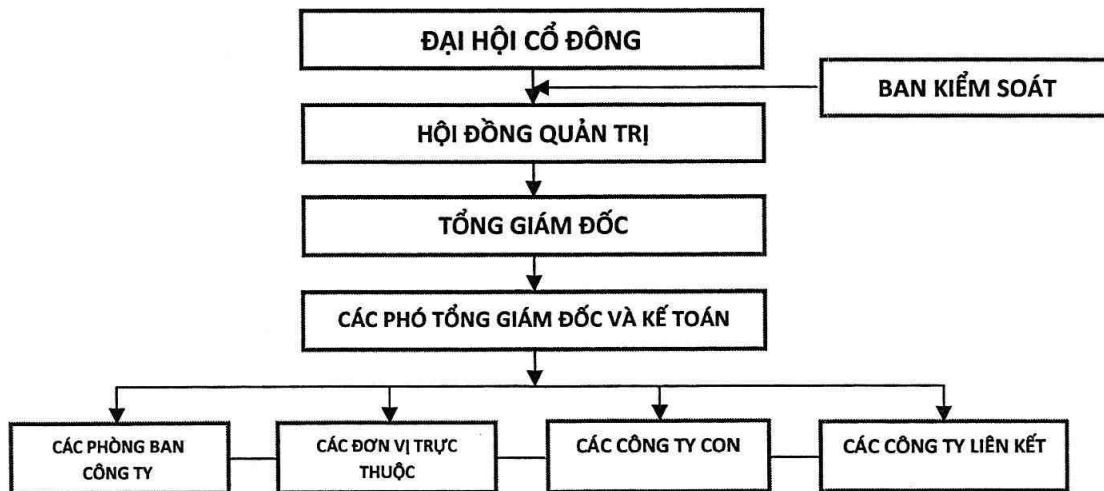 ĐẠI HỘI CỔ ĐÔNG
BAN KIỂM SOÁT
HỘI ĐỒNG QUẢN TRỊ
TỔNG GIÁM ĐỐC
CÁC PHÓ TỔNG GIÁM ĐỐC VÀ KẾ TOÁN
CÁC PHÒNG BAN
CÔNG TY
CÁC ĐƠN VỊ TRỰC
THUỘC
CÁC CÔNG TY CON
CÁC CÔNG TY LIÊN KẾT